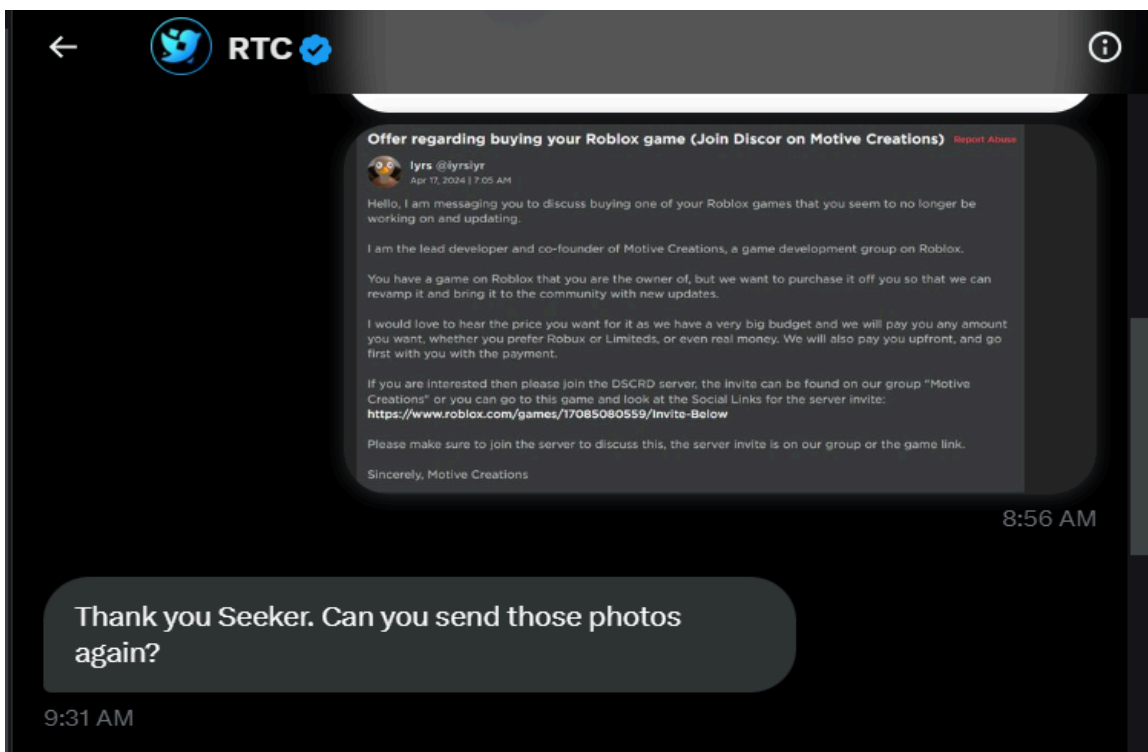 RTC
Offer regarding buying your Roblox game (Join Discor on Motive Creations) Report Abuse
lyrs @iyrsiyr
Apr 17, 2024 | 7:05 AM
Hello, I am messaging you to discuss buying one of your Roblox games that you seem to no longer be
working on and updating.
I am the lead developer and co-founder of Motive Creations, a game development group on Roblox.
You have a game on Roblox that you are the owner of, but we want to purchase it off you so that we can
revamp it and bring it to the community with new updates.
I would love to hear the price you want for it as we have a very big budget and we will pay you any amount
you want, whether you prefer Robux or Limiteds, or even real money. We will also pay you upfront, and go
first with you with the payment.
If you are interested then please join the DSCRD server, the invite can be found on our group "Motive
Creations" or you can go to this game and look at the Social Links for the server invite:
https://www.roblox.com/games/17085080559/Invite-Below
Please make sure to join the server to discuss this, the server invite is on our group or the game link.
Sincerely, Motive Creations
8:56 AM
Thank you Seeker. Can you send those photos
again?
9:31 AM